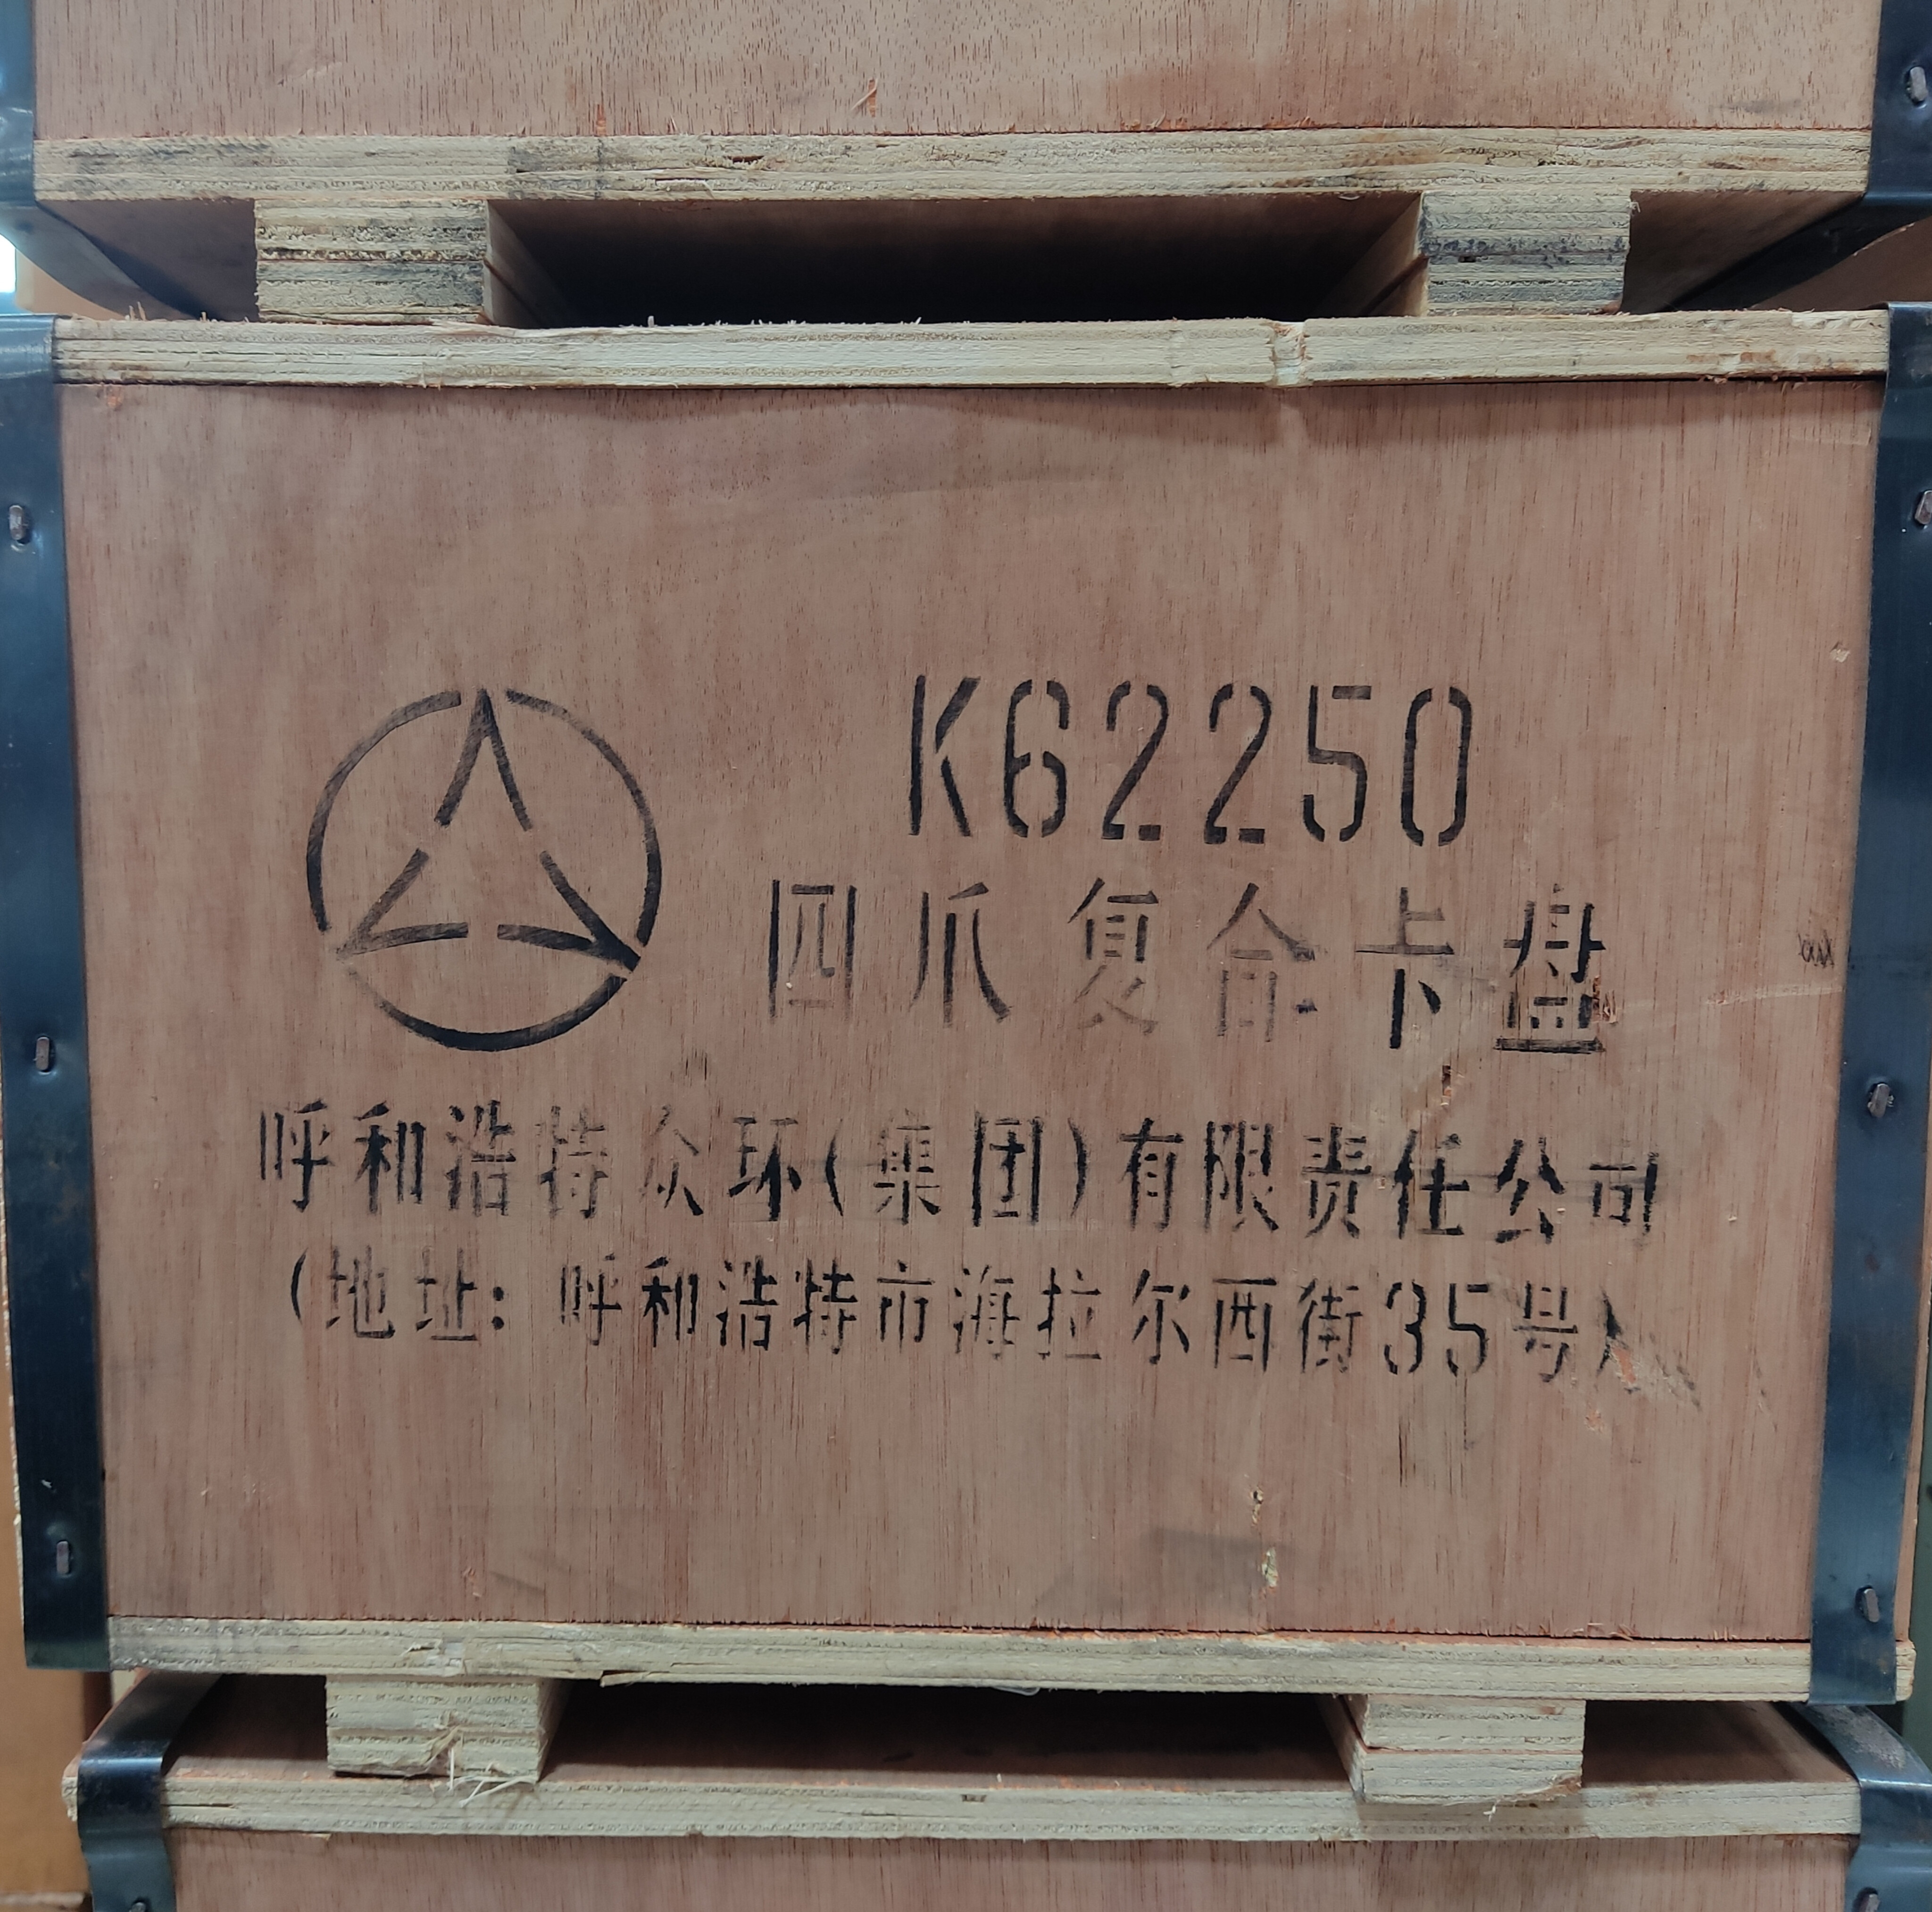 K62250
四爪复合卡盘
呼和浩特众环(集团)有限责任公司
(地址: 呼和浩特市海拉尔西街35号)